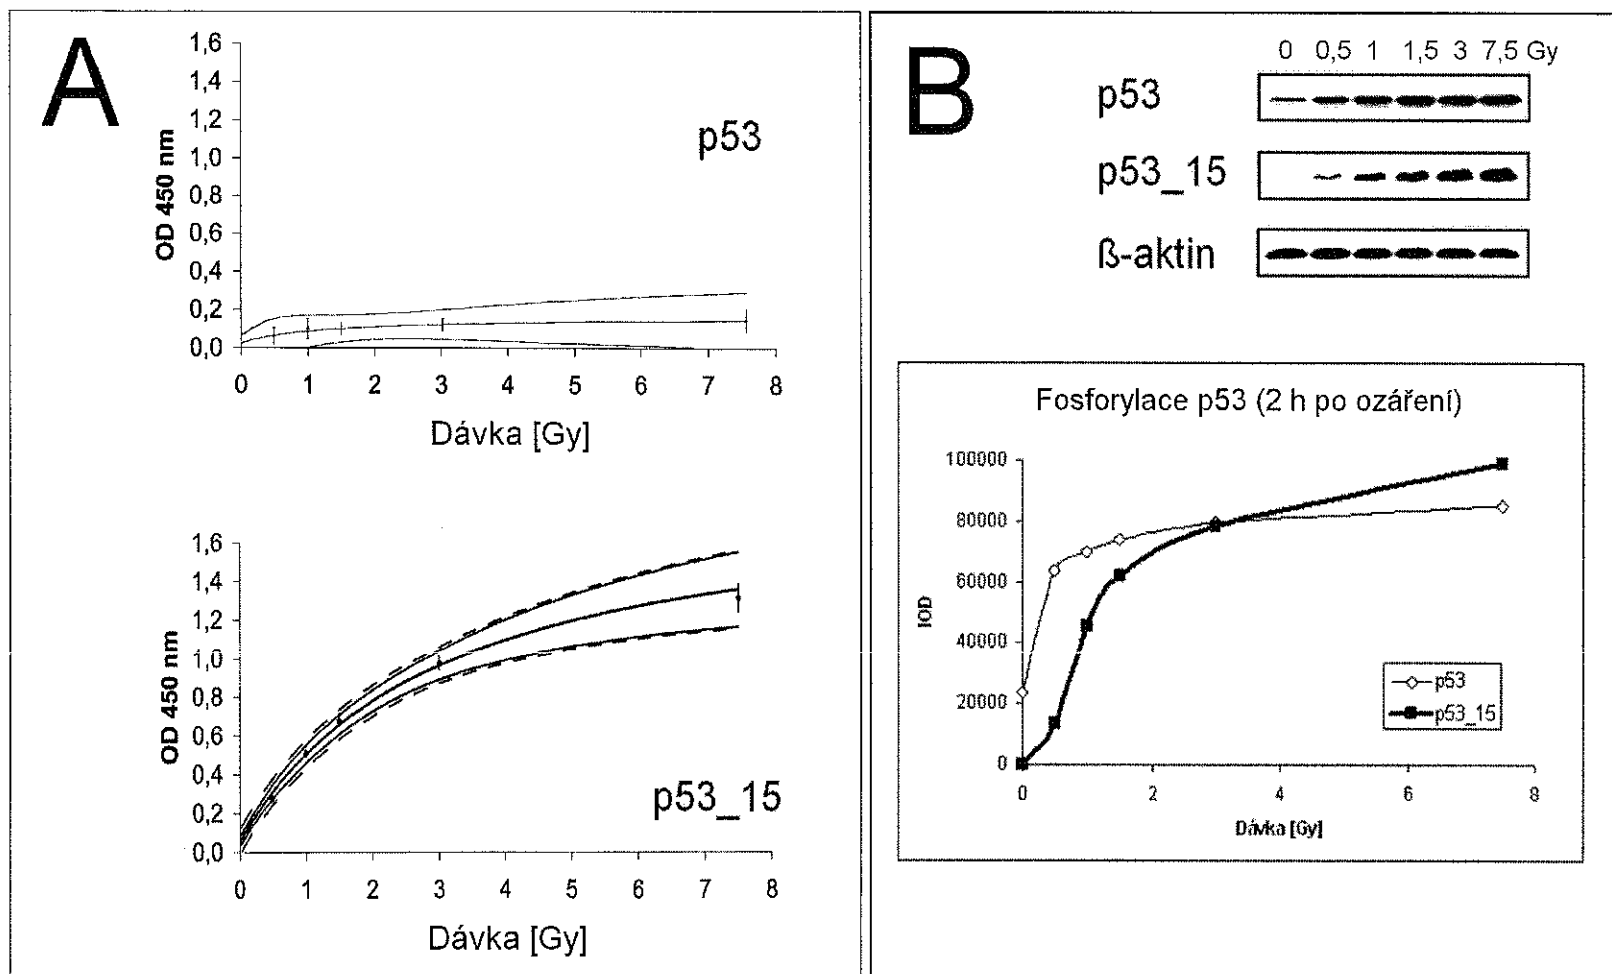 A
1,6
1,4
1,2
1,0
0,8
0,6
0,4
0,2
0,0
OD 450 nm
p53
0 1 2 3 4 5 6 7 8
Dávka [Gy]
1,6
1,4
1,2
1,0
0,8
0,6
0,4
0,2
0,0
OD 450 nm
p53_15
0 1 2 3 4 5 6 7 8
Dávka [Gy]
B
0 0,5 1 1,5 3 7,5 Gy
p53
p53_15
ß-aktin
Fosforylace p53 (2 h po ozáření)
100000
80000
60000
40000
20000
0
IOD
p53
p53_15
0 2 4 6 8
Dávka [Gy]